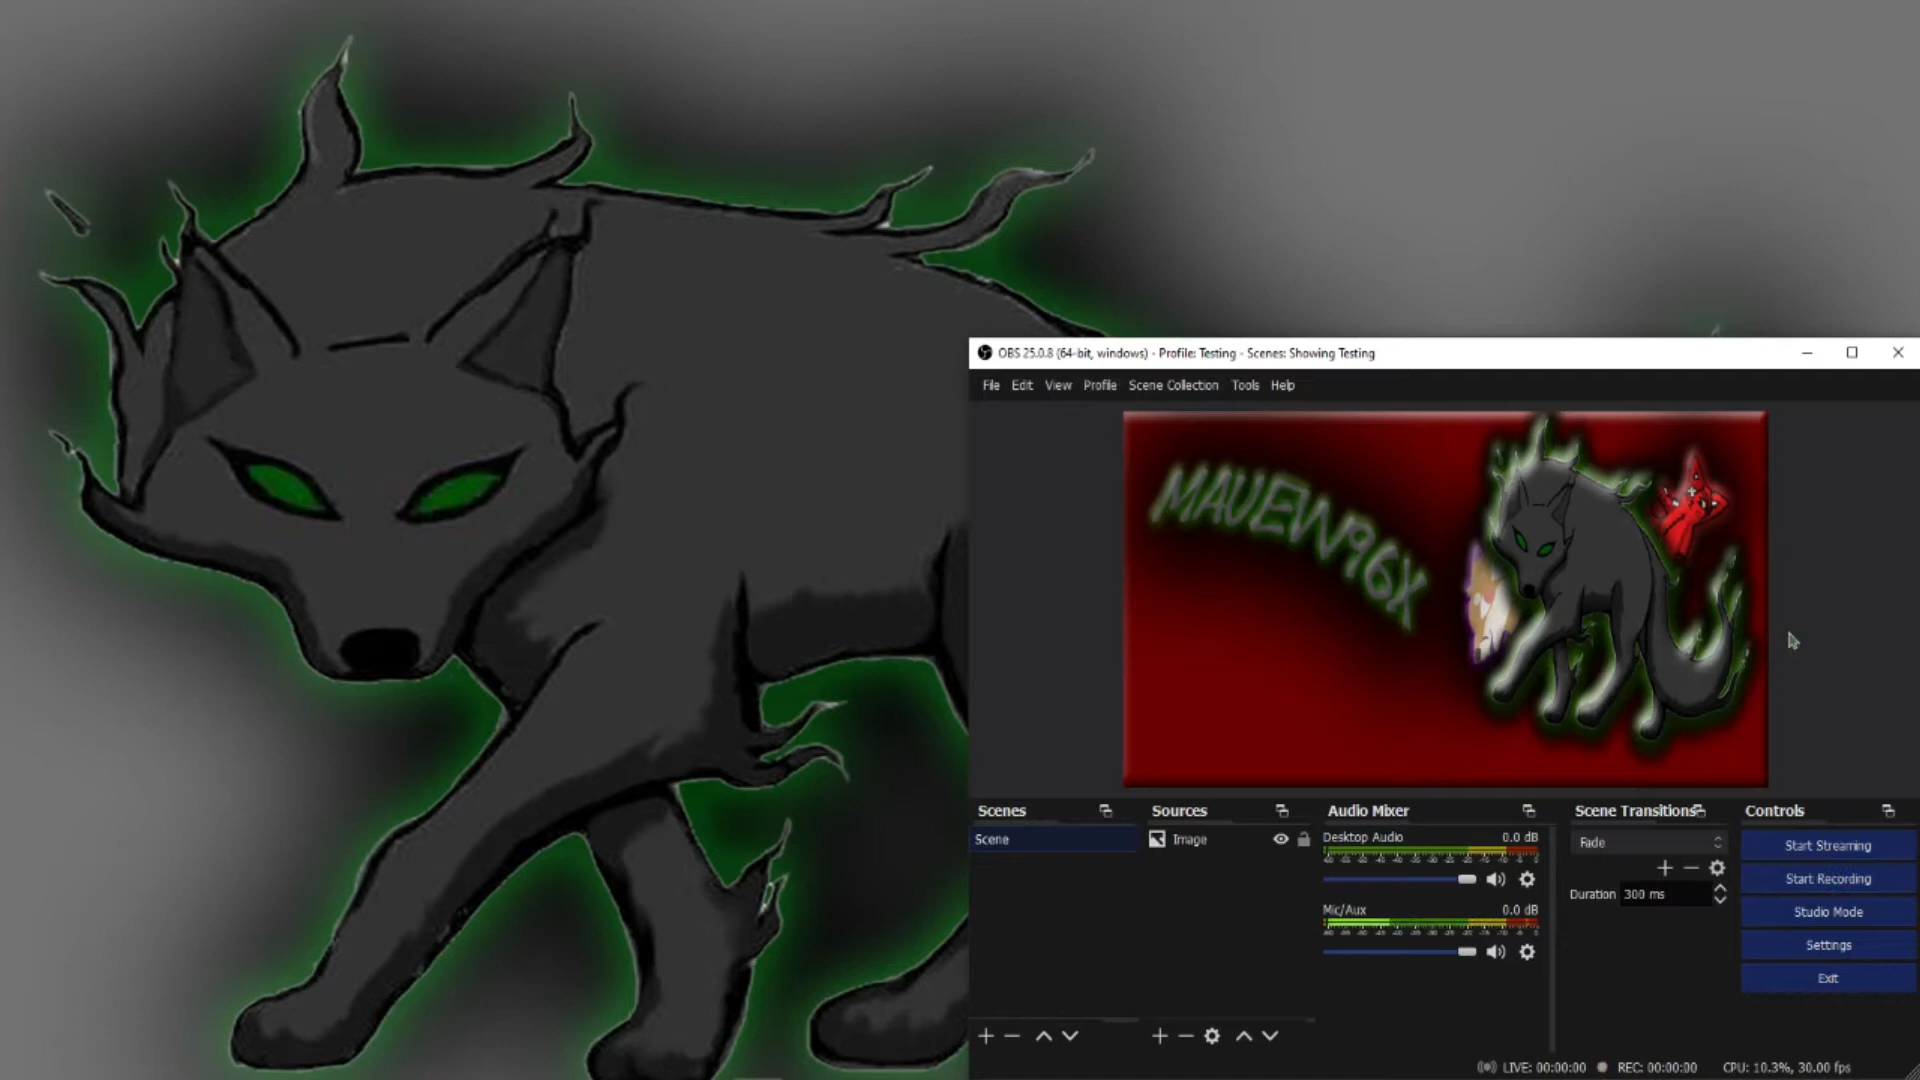 OBS 25.0.8 (64-bit, windows) - Profile: Testing - Scenes: Showing Testing
File Edit View Profile Scene Collection Tools Help
MAUEW96X
Scenes Sources Audio Mixer Scene Transitions Controls
Scene
Image
Desktop Audio 0.0 dB
Mic/Aux 0.0 dB
Fade
Duration 300 ms
Start Streaming
Start Recording
Studio Mode
Settings
Exit
LIVE: 00:00:00 REC: 00:00:00 CPU: 10.3%, 30.00 fps